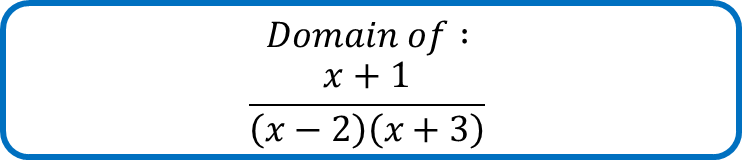 Domain of :
x + 1
(x − 2)(x + 3)